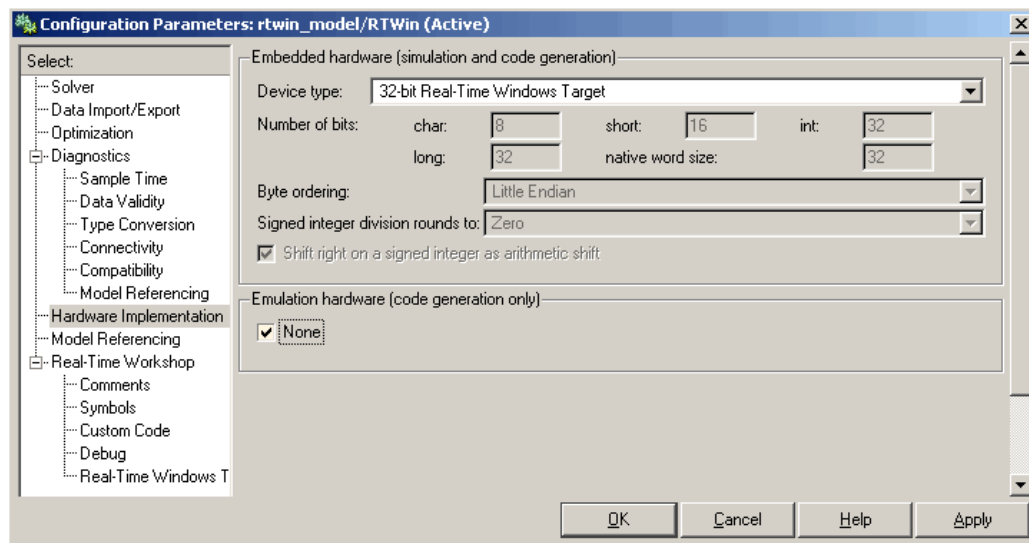 Configuration Parameters: rtwin_model/RTWin (Active)
Select:
Solver
Data Import/Export
Optimization
Diagnostics
Sample Time
Data Validity
Type Conversion
Connectivity
Compatibility
Model Referencing
Hardware Implementation
Model Referencing
Real-Time Workshop
Comments
Symbols
Custom Code
Debug
Real-Time Windows T
Embedded hardware (simulation and code generation)
Device type: 32-bit Real-Time Windows Target
Number of bits: char: 8 short: 16 int: 32
long: 32 native word size: 32
Byte ordering: Little Endian
Signed integer division rounds to: Zero
Shift right on a signed integer as arithmetic shift
Emulation hardware (code generation only)
None
OK Cancel Help Apply